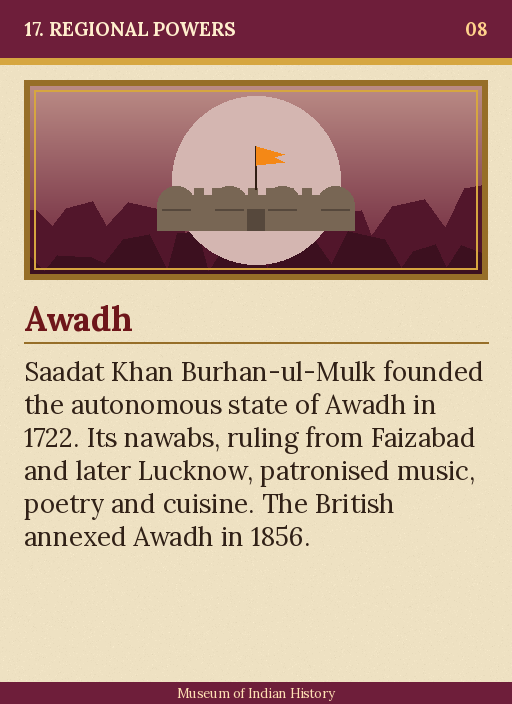 17. REGIONAL POWERS
08
Awadh
Saadat Khan Burhan-ul-Mulk founded
the autonomous state of Awadh in
1722. Its nawabs, ruling from Faizabad
and later Lucknow, patronised music,
poetry and cuisine. The British
annexed Awadh in 1856.
Museum of Indian History